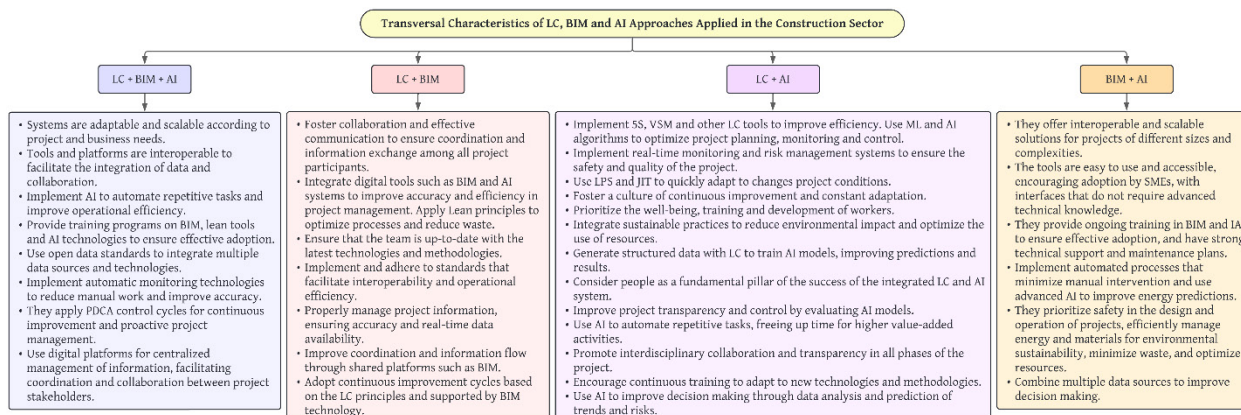 Transversal Characteristics of LC, BIM and AI Approaches Applied in the Construction Sector
LC + BIM + AI
• Systems are adaptable and scalable according to
project and business needs.
• Tools and platforms are interoperable to
facilitate the integration of data and
collaboration.
• Implement AI to automate repetitive tasks and
improve operational efficiency.
• Provide training programs on BIM, lean tools
and AI technologies to ensure effective adoption.
• Use open data standards to integrate multiple
data sources and technologies.
• Implement automatic monitoring technologies
to reduce manual work and improve accuracy.
• They apply PDCA control cycles for continuous
improvement and proactive project
management.
• Use digital platforms for centralized
management of information, facilitating
coordination and collaboration between project
stakeholders.
LC + BIM
• Foster collaboration and effective
communication to ensure coordination and
information exchange among all project
participants.
• Integrate digital tools such as BIM and AI
systems to improve accuracy and efficiency in
project management. Apply Lean principles to
optimize processes and reduce waste.
• Ensure that the team is up-to-date with the
latest technologies and methodologies.
• Implement and adhere to standards that
facilitate interoperability and operational
efficiency.
• Properly manage project information,
ensuring accuracy and real-time data
availability.
• Improve coordination and information flow
through shared platforms such as BIM.
• Adopt continuous improvement cycles based
on the LC principles and supported by BIM
technology.
LC + AI
• Implement 5S, VSM and other LC tools to improve efficiency. Use ML and AI
algorithms to optimize project planning, monitoring and control.
• Implement real-time monitoring and risk management systems to ensure the
safety and quality of the project.
• Use LPS and JIT to quickly adapt to changes project conditions.
• Foster a culture of continuous improvement and constant adaptation.
• Prioritize the well-being, training and development of workers.
• Integrate sustainable practices to reduce environmental impact and optimize the
use of resources.
• Generate structured data with LC to train AI models, improving predictions and
results.
• Consider people as a fundamental pillar of the success of the integrated LC and AI
system.
• Improve project transparency and control by evaluating AI models.
• Use AI to automate repetitive tasks, freeing up time for higher value-added
activities.
• Promote interdisciplinary collaboration and transparency in all phases of the
project.
• Encourage continuous training to adapt to new technologies and methodologies.
• Use AI to improve decision making through data analysis and prediction of
trends and risks.
BIM + AI
• They offer interoperable and scalable
solutions for projects of different sizes and
complexities.
• The tools are easy to use and accessible,
encouraging adoption by SMEs, with
interfaces that do not require advanced
technical knowledge.
• They provide ongoing training in BIM and IA
to ensure effective adoption, and have strong
technical support and maintenance plans.
• Implement automated processes that
minimize manual intervention and use
advanced AI to improve energy predictions.
• They prioritize safety in the design and
operation of projects, efficiently manage
energy and materials for environmental
sustainability, minimize waste, and optimize
resources.
• Combine multiple data sources to improve
decision making.